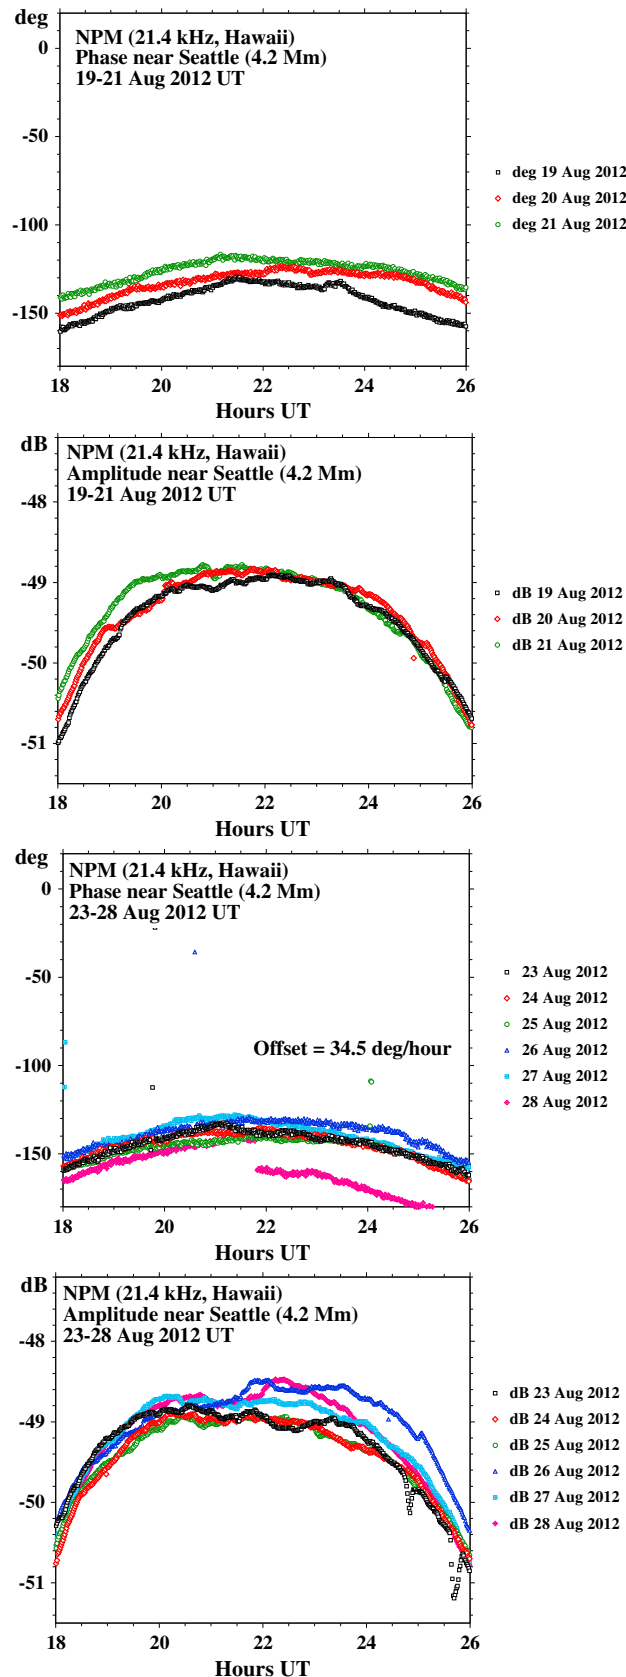 deg
NPM (21.4 kHz, Hawaii)
Phase near Seattle (4.2 Mm)
19-21 Aug 2012 UT
0
-50
-100
-150
deg 19 Aug 2012
deg 20 Aug 2012
deg 21 Aug 2012
18 20 22 24 26
Hours UT
dB
NPM (21.4 kHz, Hawaii)
Amplitude near Seattle (4.2 Mm)
19-21 Aug 2012 UT
-48
-49
-50
-51
dB 19 Aug 2012
dB 20 Aug 2012
dB 21 Aug 2012
18 20 22 24 26
Hours UT
deg
NPM (21.4 kHz, Hawaii)
Phase near Seattle (4.2 Mm)
23-28 Aug 2012 UT
0
-50
-100
-150
Offset = 34.5 deg/hour
23 Aug 2012
24 Aug 2012
25 Aug 2012
26 Aug 2012
27 Aug 2012
28 Aug 2012
18 20 22 24 26
Hours UT
dB
NPM (21.4 kHz, Hawaii)
Amplitude near Seattle (4.2 Mm)
23-28 Aug 2012 UT
-48
-49
-50
-51
dB 23 Aug 2012
dB 24 Aug 2012
dB 25 Aug 2012
dB 26 Aug 2012
dB 27 Aug 2012
dB 28 Aug 2012
18 20 22 24 26
Hours UT